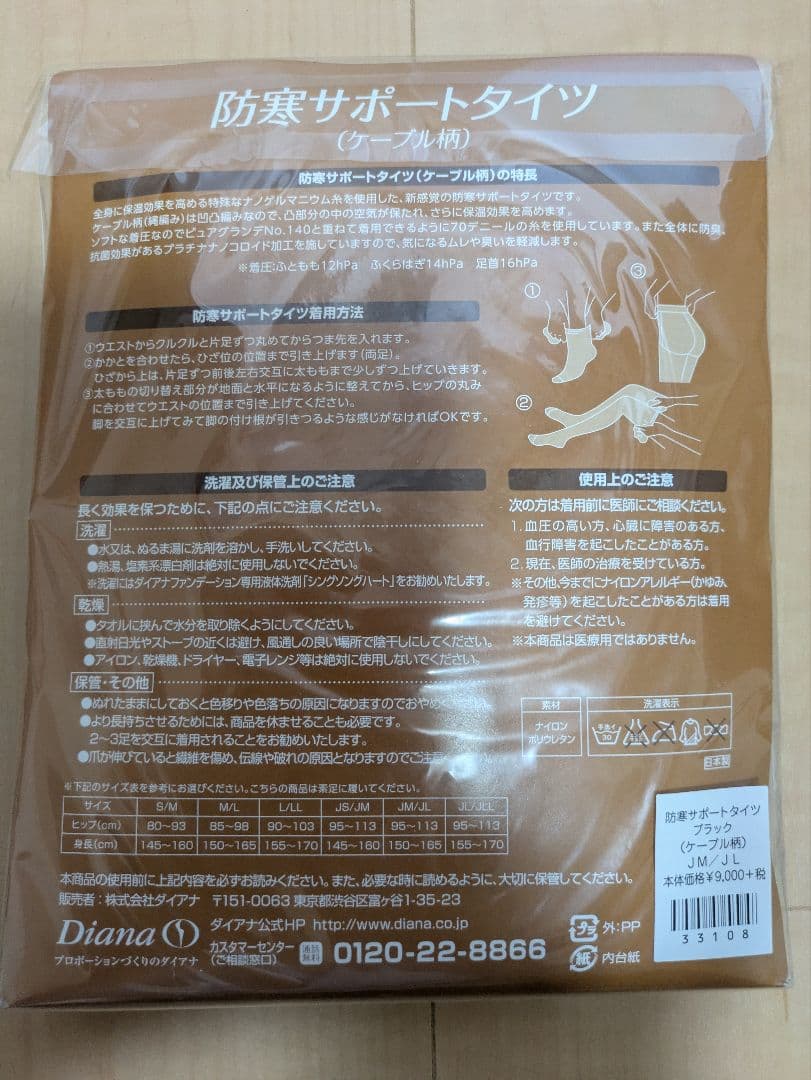 防寒サポートタイツ
(ケーブル柄)
防寒サポートタイツ(ケーブル柄)の特長
全身に保温効果を高める特殊なナノゲルマニウム糸を使用した、新感覚の防寒サポートタイツです。
ケーブル柄(縄編み)は凹凸編みなので、凸部分の中の空気が保たれ、さらに保温効果を高めます。
ソフトな着圧なのでピュアグランデNo.140と重ねて着用できるように70デニールの糸を使用しています。また全体に防臭、
抗菌効果があるプラチナナノコロイド加工を施していますので、気になるムレや臭いを軽減します。
※着圧:ふともも12hPa ふくらはぎ14hPa 足首16hPa
防寒サポートタイツ着用方法
①ウエストからクルクルと片足ずつ丸めてからつま先を入れます。
②かかとを合わせたら、ひざ位の位置まで引き上げます(両足)。
ひざから上は、片足ずつ前後左右交互に太ももまで少しずつ上げていきます。
③太ももの切り替え部分が地面と水平になるように整えてから、ヒップの丸み
に合わせてウエストの位置まで引き上げてください。
脚を交互に上げてみて脚の付け根が引きつるような感じがなければOKです。
①
③
②
洗濯及び保管上のご注意
長く効果を保つために、下記の点にご注意ください。
洗濯
●水又は、ぬるま湯に洗剤を溶かし、手洗いしてください。
●熱湯、塩素系漂白剤は絶対に使用しないでください。
※洗濯にはダイアナファンデーション専用液体洗剤「シングソングハート」をお勧めいたします。
乾燥
●タオルに挟んで水分を取り除くようにしてください。
●直射日光やストーブの近くは避け、風通しの良い場所で陰干しにしてください。
●アイロン、乾燥機、ドライヤー、電子レンジ等は絶対に使用しないでください。
保管・その他
●ぬれたままにしておくと色移りや色落ちの原因になりますのでおやめください。
●より長持ちさせるためには、商品を休ませることも必要です。
2〜3足を交互に着用されることをお勧めいたします。
●爪が伸びていると繊維を傷め、伝線や破れの原因となりますのでご注意
使用上のご注意
次の方は着用前に医師にご相談ください。
1. 血圧の高い方、心臓に障害のある方、
血行障害を起こしたことがある方。
2. 現在、医師の治療を受けている方。
※その他、今までにナイロンアレルギー(かゆみ、
発疹等)を起こしたことがある方は着用
を避けてください。
※本商品は医療用ではありません。
素材
ナイロン
ポリウレタン
洗濯表示
手洗イ
30
日本製
※下記のサイズ表を参考にお選びください。こちらの商品は素足に履いてください。
サイズ S/M M/L L/LL JS/JM JM/JL JL/JLL
ヒップ(cm) 80〜93 85〜98 90〜103 95〜113 95〜113 95〜113
身長(cm) 145〜160 150〜165 155〜170 145〜160 150〜165 155〜170
本商品の使用前に上記内容を必ずお読みください。また、必要な時に読めるように、大切に保管してください。
販売者:株式会社ダイアナ 〒151-0063 東京都渋谷区富ヶ谷1-35-23
Diana
プロポーションづくりのダイアナ
ダイアナ公式HP http://www.diana.co.jp
カスタマーセンター
(ご相談窓口)
通話
無料
0120-22-8866
プラ
外:PP
紙
内台紙
防寒サポートタイツ
ブラック
(ケーブル柄)
JM/JL
本体価格¥9,000+税
33108